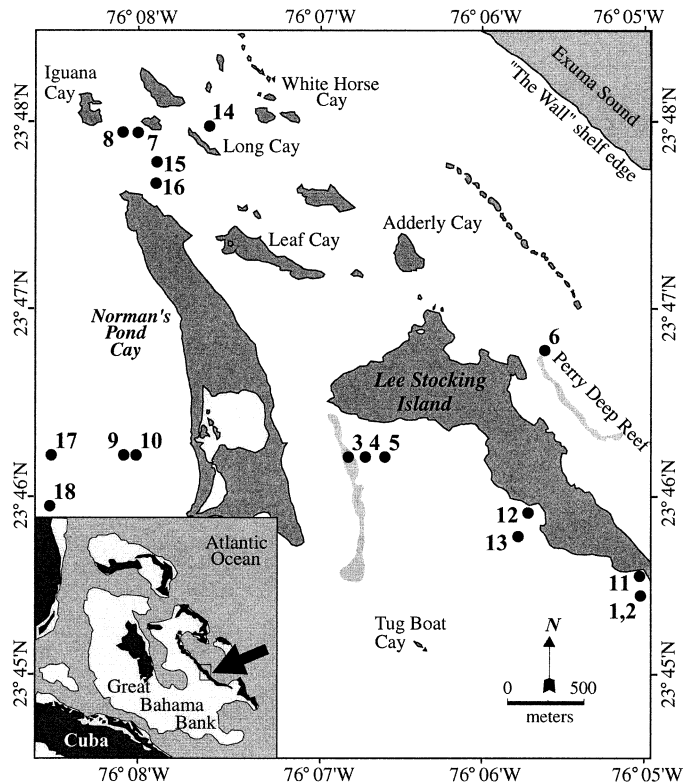 76° 08'W 76° 07'W 76° 06'W 76° 05'W
Exuma Sound
"The Wall" shelf edge
Iguana
Cay
White Horse
Cay
14
23° 48'N
23° 48'N
8 7
Long Cay
15
16
Adderly Cay
Leaf Cay
23° 47'N
23° 47'N
Norman's
Pond
Cay
6
Perry Deep Reef
Lee Stocking
Island
17 9 10
3 4 5
23° 46'N
23° 46'N
18
12
13
11
1,2
Atlantic
Ocean
Great
Bahama
Bank
Cuba
Tug Boat
Cay
N
0 500
meters
23° 45'N
23° 45'N
76° 08'W 76° 07'W 76° 06'W 76° 05'W